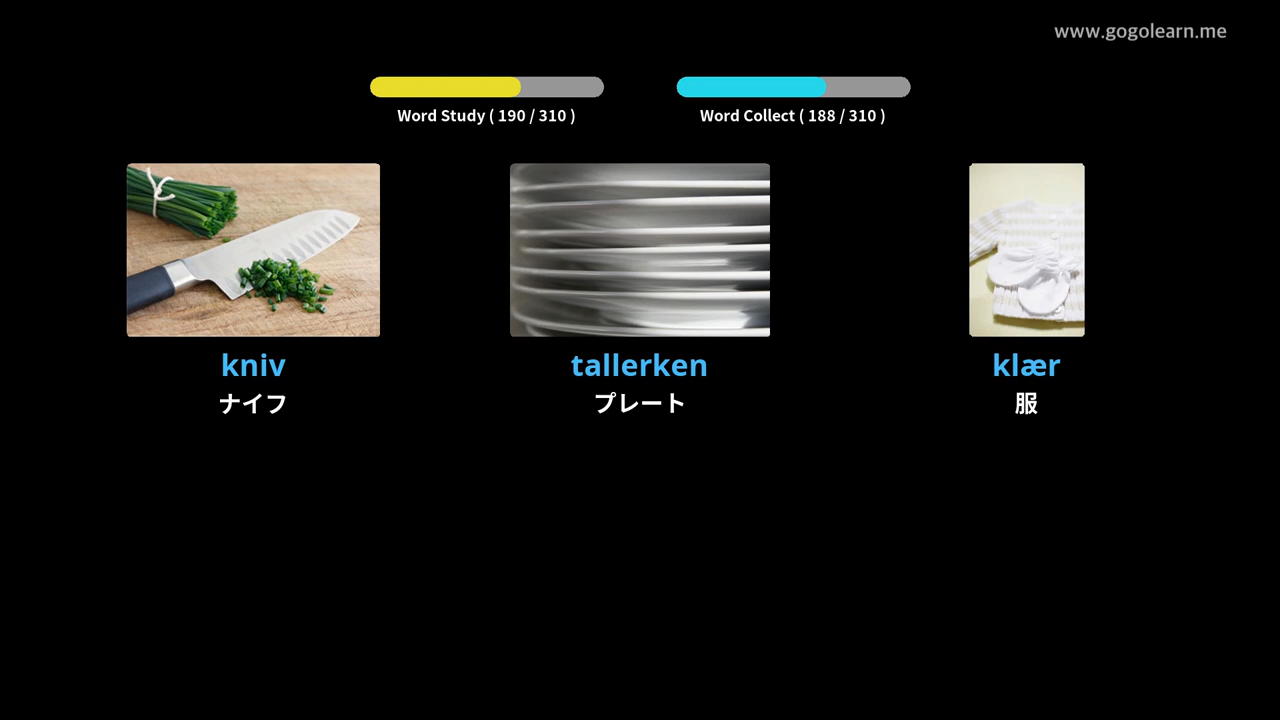 www.gogolearn.me
Word Study ( 190 / 310 )
Word Collect ( 188 / 310 )
kniv
tallerken
klær
ナイフ
プレート
服